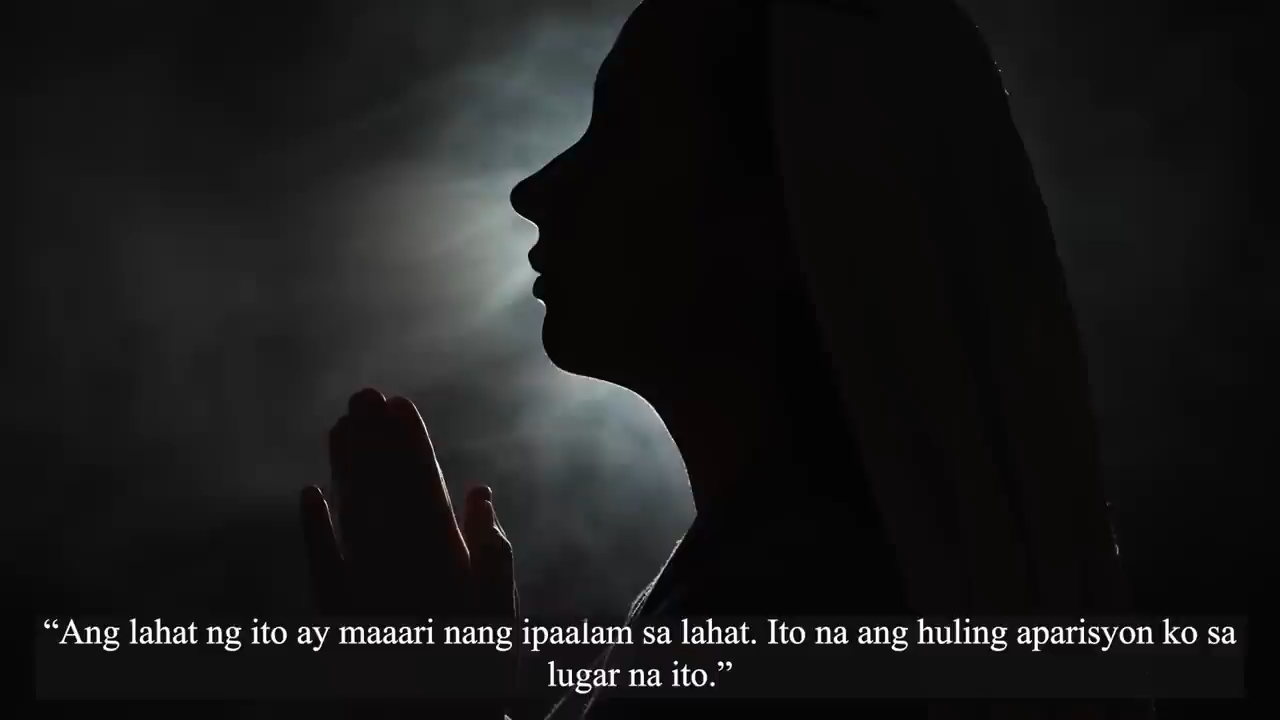 “Ang lahat ng ito ay maaari nang ipaalam sa lahat. Ito na ang huling aparisyon ko sa
lugar na ito.”